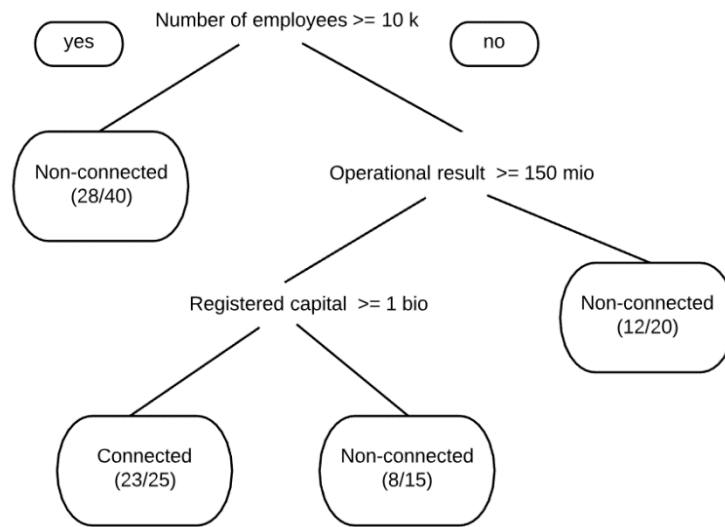 Number of employees >= 10 k
yes
no
Non-connected
(28/40)
Operational result >= 150 mio
Registered capital >= 1 bio
Non-connected
(12/20)
Connected
(23/25)
Non-connected
(8/15)